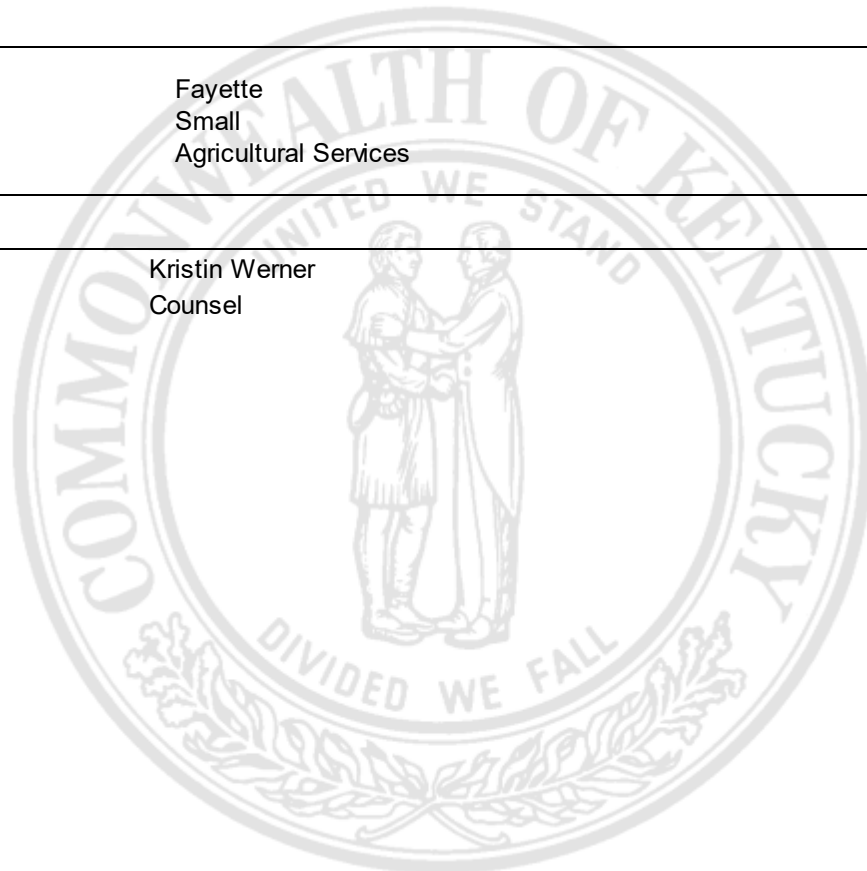 Fayette
Small
Agricultural Services
Kristin Werner
Counsel
COMMONWEALTH OF KENTUCKY
UNITED WE STAND
DIVIDED WE FALL